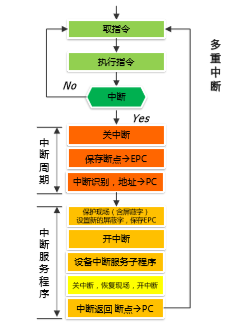 取指令
执行指令
No
中断
Yes
多重中断
关中断
保存断点→EPC
中断识别，地址→PC
中断周期
保护现场（含屏蔽字）
设置新的屏蔽字，保存EPC
开中断
设备中断服务子程序
关中断，恢复现场，开中断
中断返回 断点→PC
中断服务程序